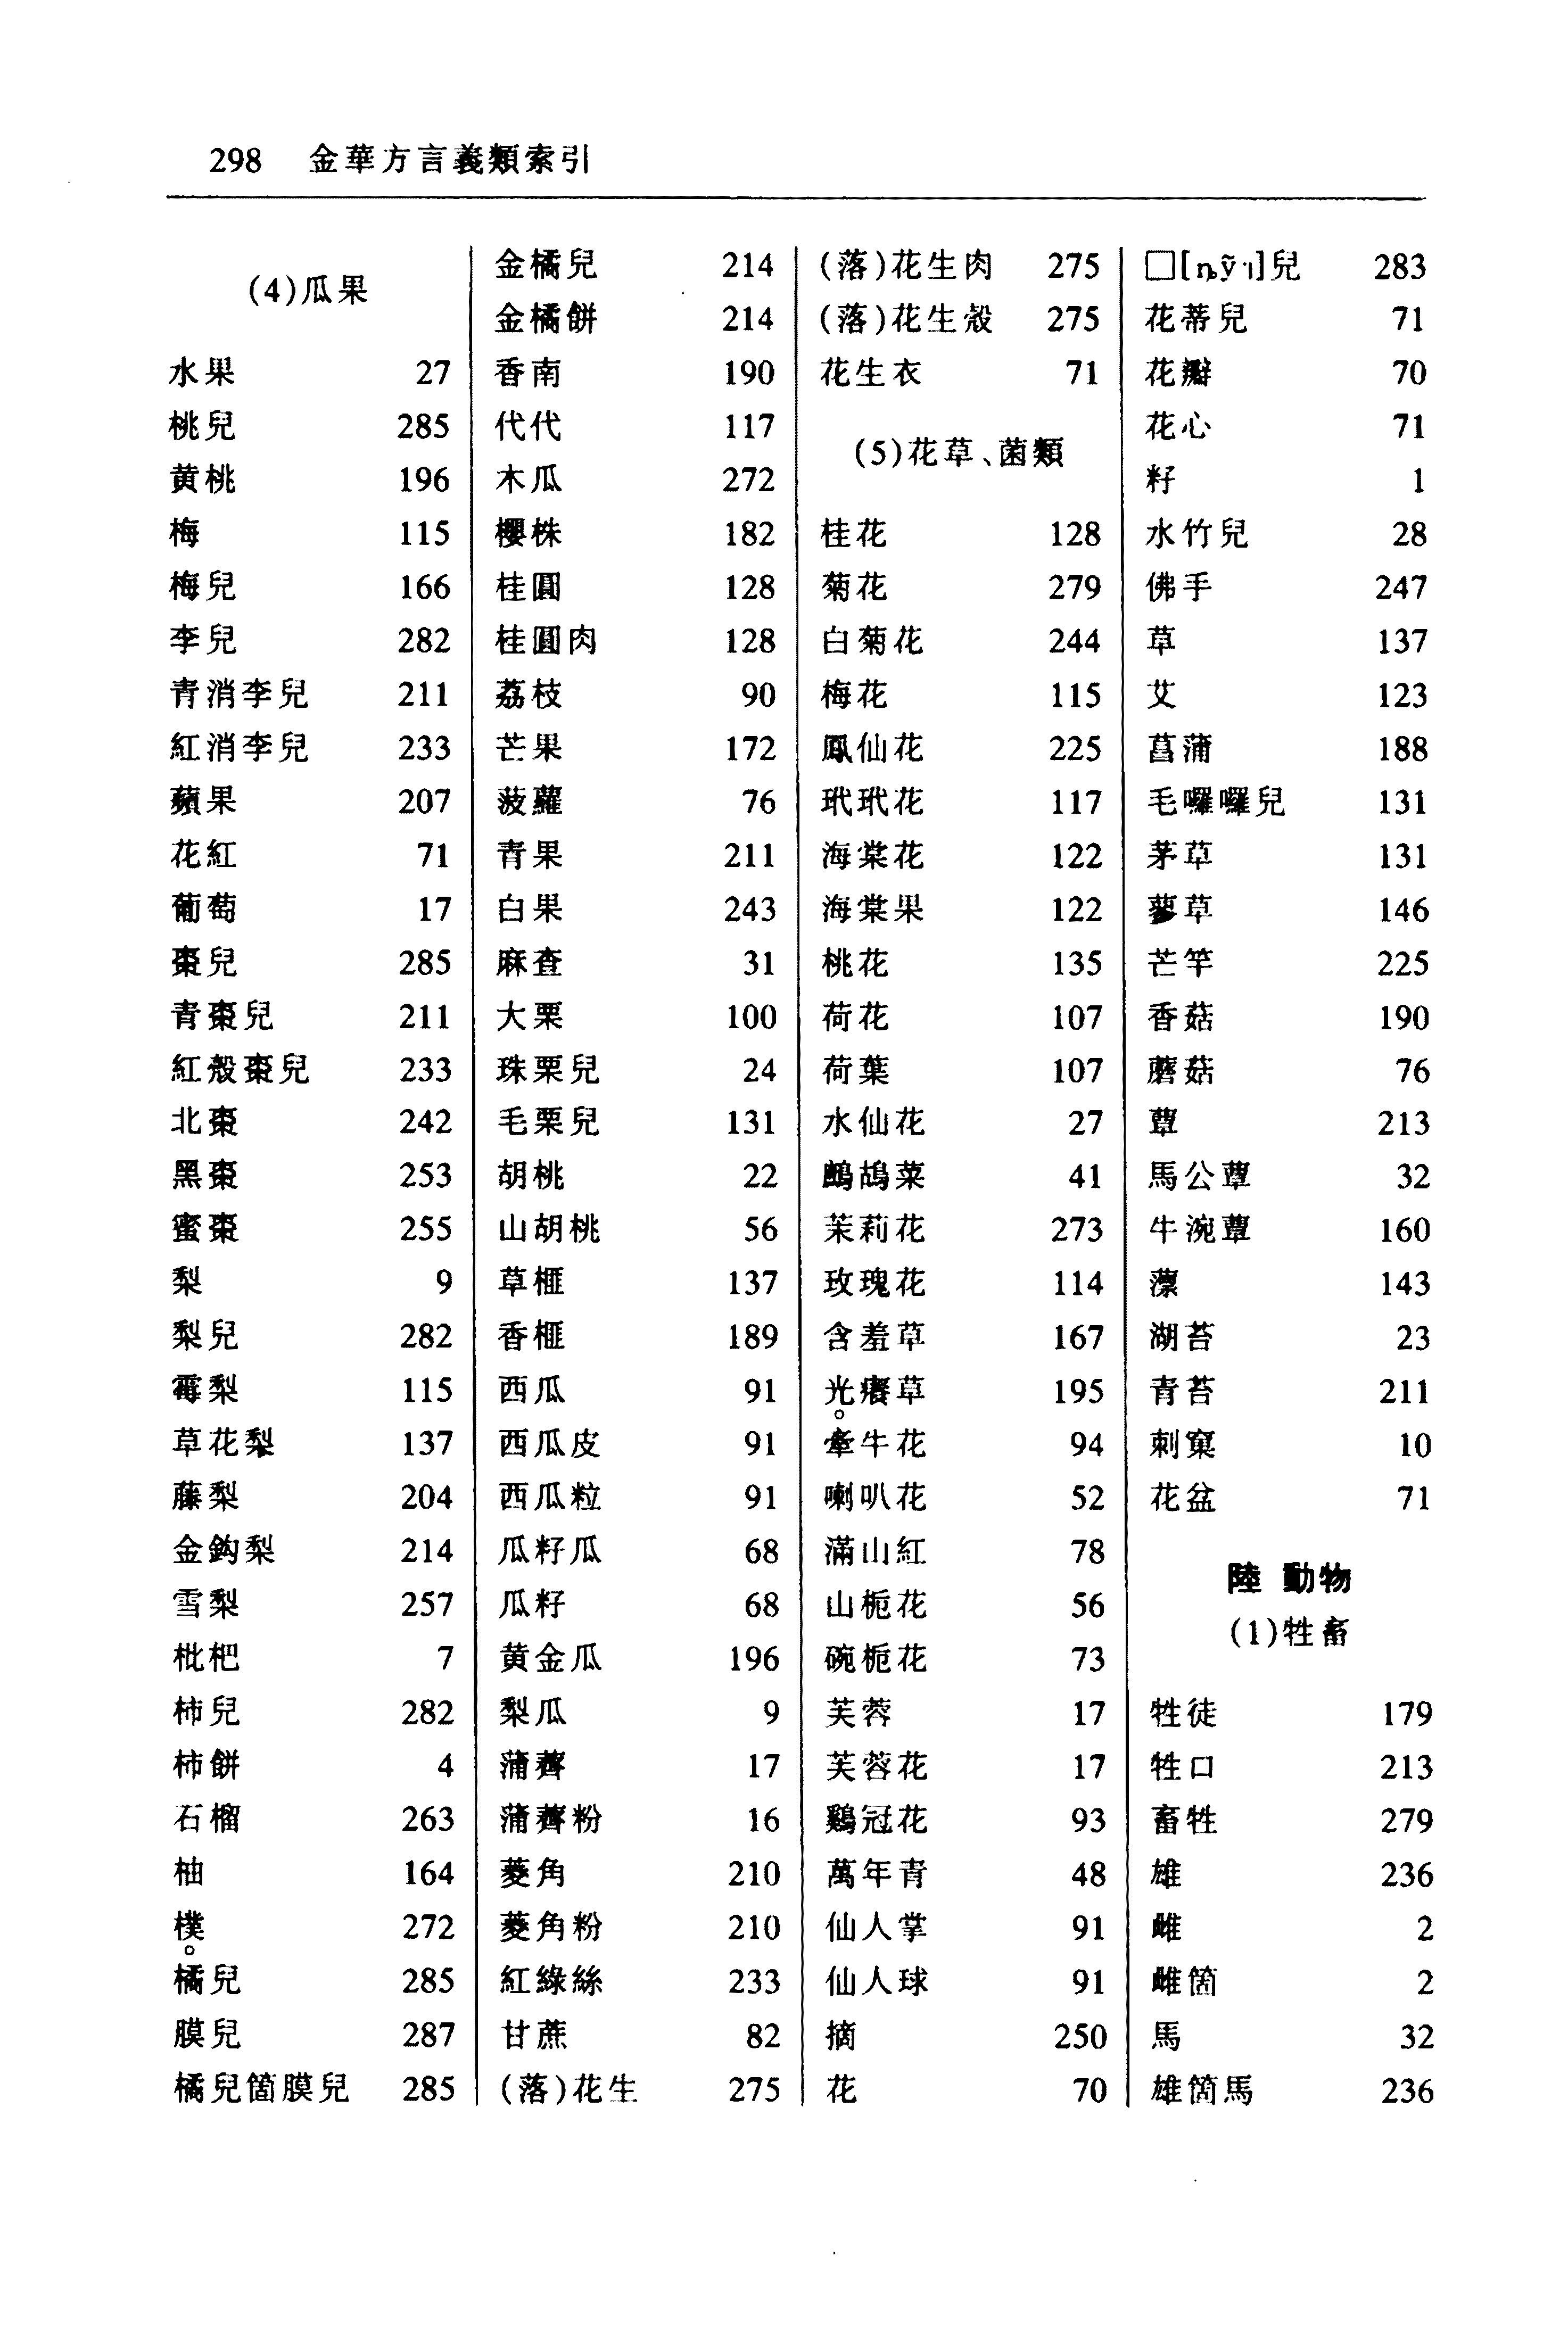 298 金華方言義類索引
(4)瓜果
水果 27
桃兒 285
黄桃 196
梅 115
梅兒 166
李兒 282
青消李兒 211
紅消李兒 233
蘋果 207
花紅 71
葡萄 17
棗兒 285
青棗兒 211
紅殼棗兒 233
北棗 242
黑棗 253
蜜棗 255
梨 9
梨兒 282
霉梨 115
草花梨 137
藤梨 204
金鈎梨 214
雪梨 257
枇杷 7
柿兒 282
柿餅 4
石榴 263
柚 164
樸 272
橘兒 285
膜兒 287
橘兒箇膜兒 285
金橘兒 214
金橘餅 214
香南 190
代代 117
木瓜 272
櫻株 182
桂圓 128
桂圓肉 128
荔枝 90
芒果 172
菠蘿 76
青果 211
白果 243
麻查 31
大栗 100
珠栗兒 24
毛栗兒 131
胡桃 22
山胡桃 56
草榧 137
香榧 189
西瓜 91
西瓜皮 91
西瓜粒 91
瓜籽瓜 68
瓜籽 68
黄金瓜 196
梨瓜 9
蒲薺 17
蒲薺粉 16
菱角 210
菱角粉 210
紅綠絲 233
甘蔗 82
(落)花生 275
(落)花生肉 275
(落)花生殼 275
花生衣 71
(5)花草、菌類
桂花 128
菊花 279
白菊花 244
梅花 115
鳳仙花 225
玳玳花 117
海棠花 122
海棠果 122
桃花 135
荷花 107
荷葉 107
水仙花 27
鷓鴣菜 41
茉莉花 273
玫瑰花 114
含羞草 167
光癢草 195
牽牛花 94
喇叭花 52
滿山紅 78
山梔花 56
碗梔花 73
芙蓉 17
芙蓉花 17
鷄冠花 93
萬年青 48
仙人掌 91
仙人球 91
摘 250
花 70
□[ȵỹ˧]兒 283
花蒂兒 71
花瓣 70
花心 71
籽 1
水竹兒 28
佛手 247
草 137
艾 123
菖蒲 188
毛囉囉兒 131
茅草 131
蓼草 146
芒竿 225
香菇 190
蘑菇 76
蕈 213
馬公蕈 32
牛涴蕈 160
薸 143
湖苔 23
青苔 211
刺窠 10
花盆 71
陸 動物
(1)牲畜
牲徒 179
牲口 213
畜牲 279
雄 236
雌 2
雌箇 2
馬 32
雄箇馬 236